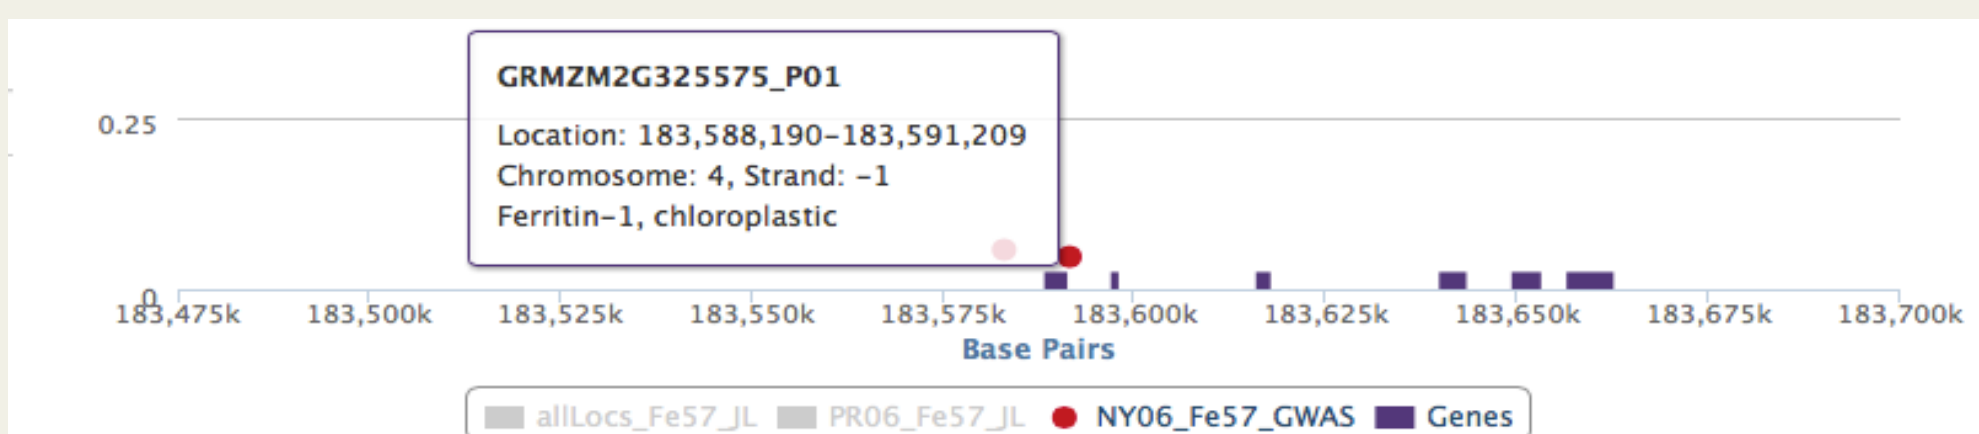 GRMZM2G325575_P01
0.25
Location: 183,588,190-183,591,209
Chromosome: 4, Strand: -1
Ferritin-1, chloroplastic
0
183,475k 183,500k 183,525k 183,550k 183,575k 183,600k 183,625k 183,650k 183,675k 183,700k
Base Pairs
allLocs_Fe57_JL PR06_Fe57_JL NY06_Fe57_GWAS Genes